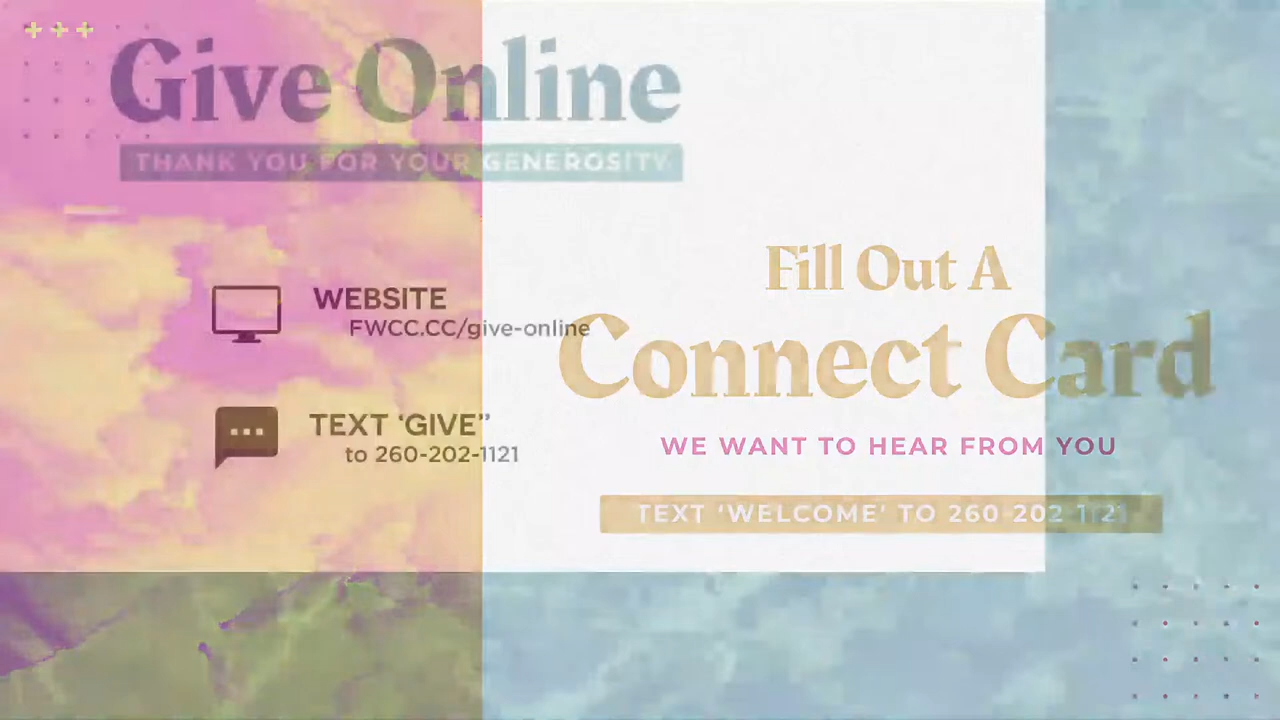 Give Online
THANK YOU FOR YOUR GENEROSITY
WEBSITE
FWCC.CC/give-online
TEXT ‘GIVE”
to 260-202-1121
Fill Out A
Connect Card
WE WANT TO HEAR FROM YOU
TEXT ‘WELCOME’ TO 260-202-1121